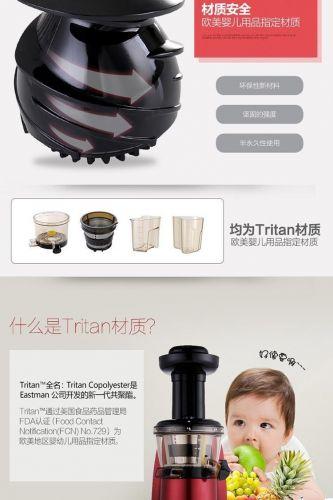 材质安全
欧美婴儿用品指定材质
环保性新材料
坚固的强度
半永久性使用
均为Tritan材质
欧美婴儿用品指定材质
什么是Tritan材质?
Tritan™全名：Tritan Copolyester是
Eastman 公司开发的新一代共聚酯。
Tritan™通过美国食品药品管理局
FDA认证 ( Food Contact
Notification(FCN) No.729 ) 为
欧美地区婴幼儿用品指定材质。